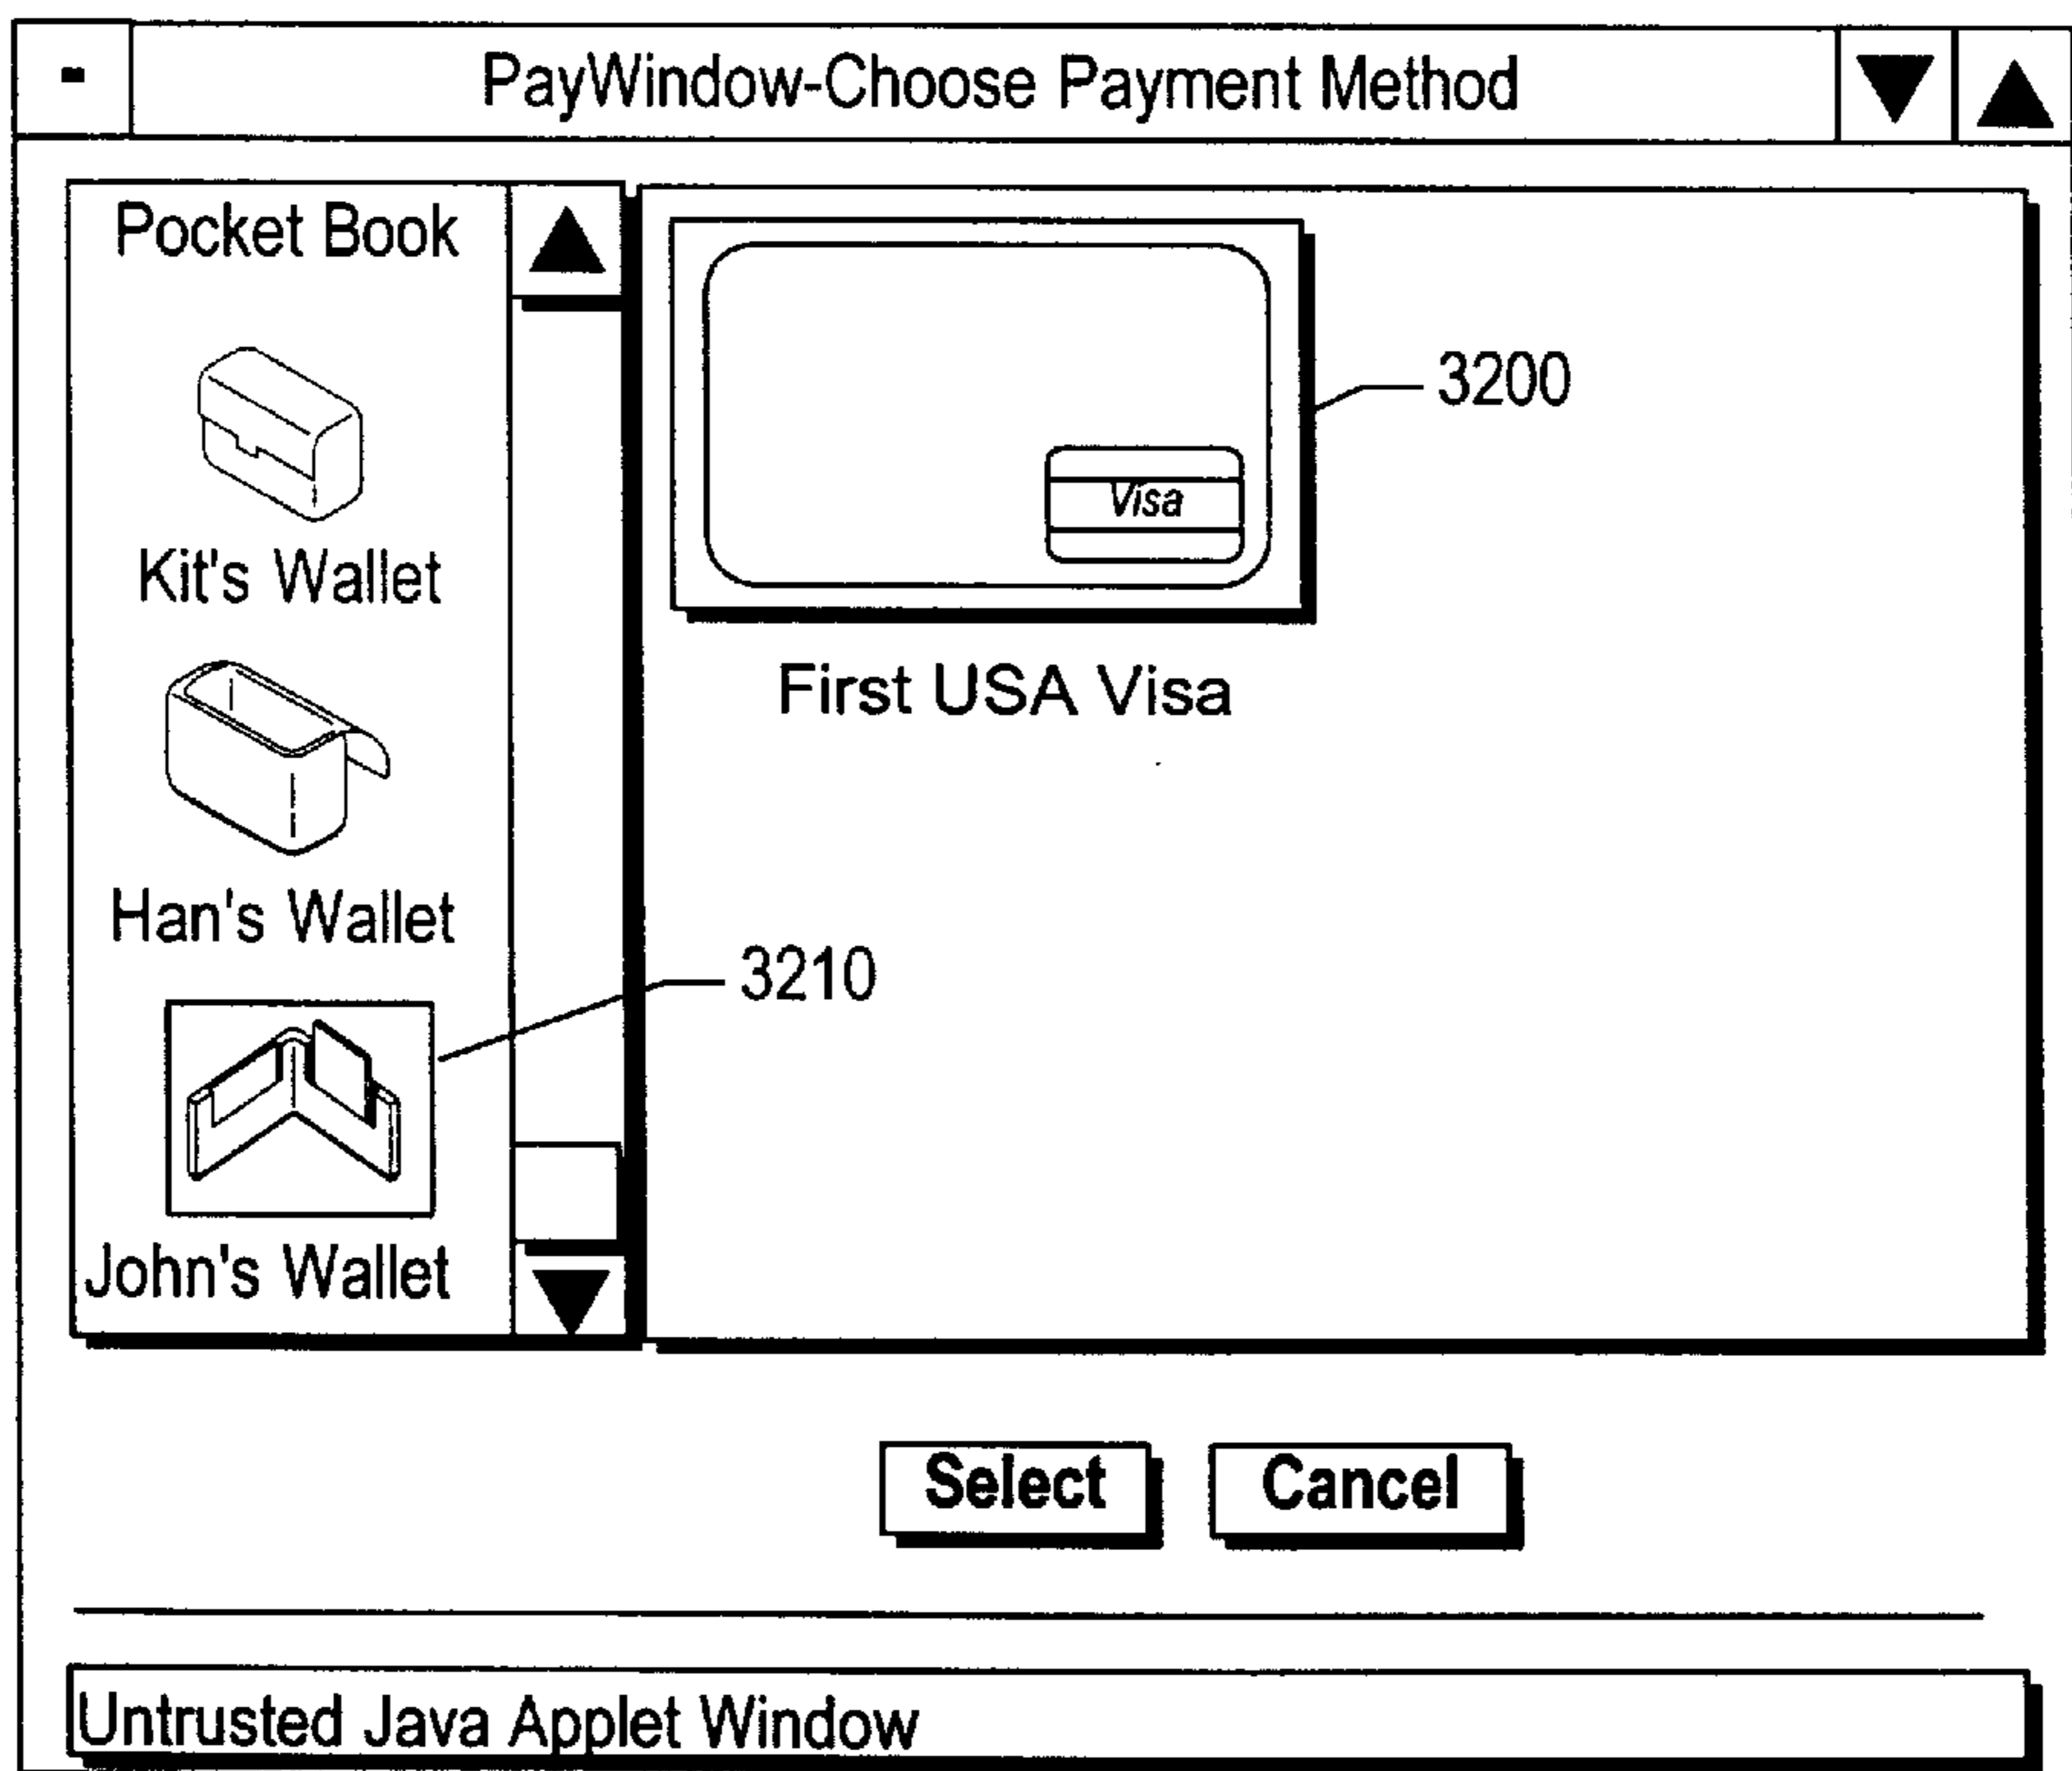 PayWindow-Choose Payment Method
Pocket Book
Kit's Wallet
Han's Wallet
3210
John's Wallet
Visa
3200
First USA Visa
Select
Cancel
Untrusted Java Applet Window